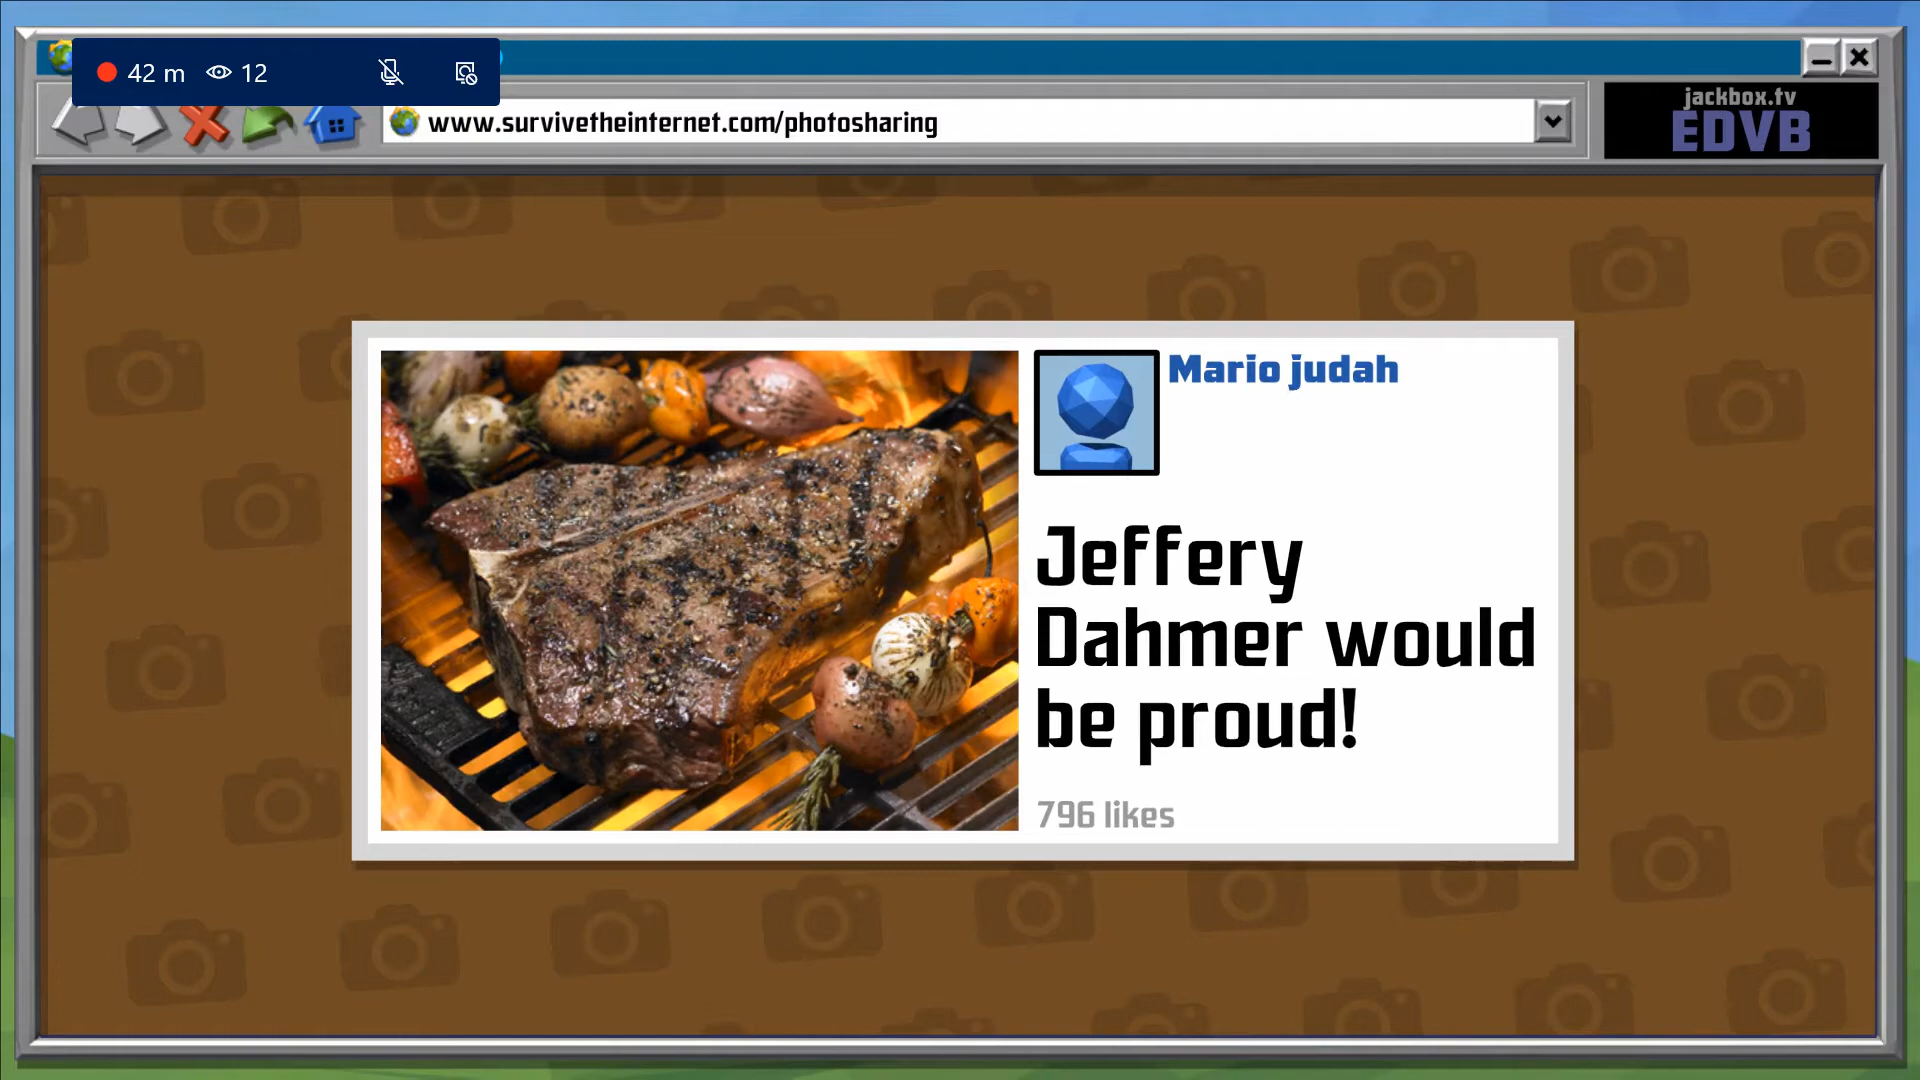 42 m 12
www.survivetheinternet.com/photosharing
jackbox.tv
EDVB
Mario judah
Jeffery
Dahmer would
be proud!
796 likes